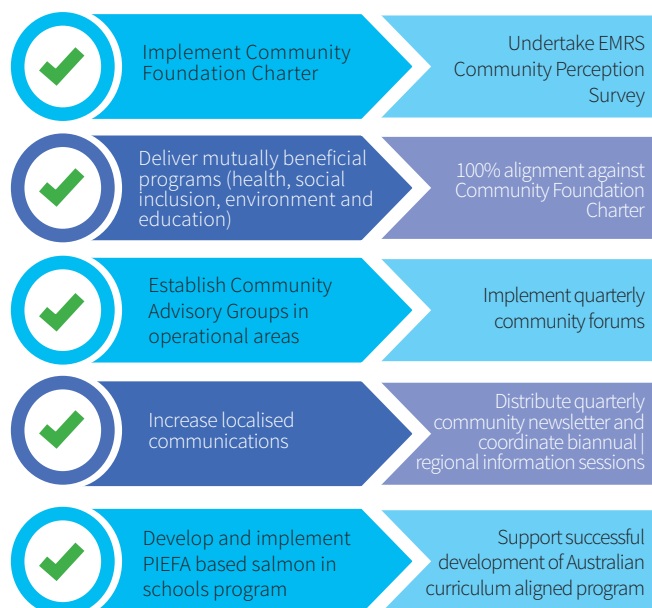 Implement Community
Foundation Charter
Undertake EMRS
Community Perception
Survey
Deliver mutually beneficial
programs (health, social
inclusion, environment and
education)
100% alignment against
Community Foundation
Charter
Establish Community
Advisory Groups in
operational areas
Implement quarterly
community forums
Increase localised
communications
Distribute quarterly
community newsletter and
coordinate biannual |
regional information sessions
Develop and implement
PIEFA based salmon in
schools program
Support successful
development of Australian
curriculum aligned program